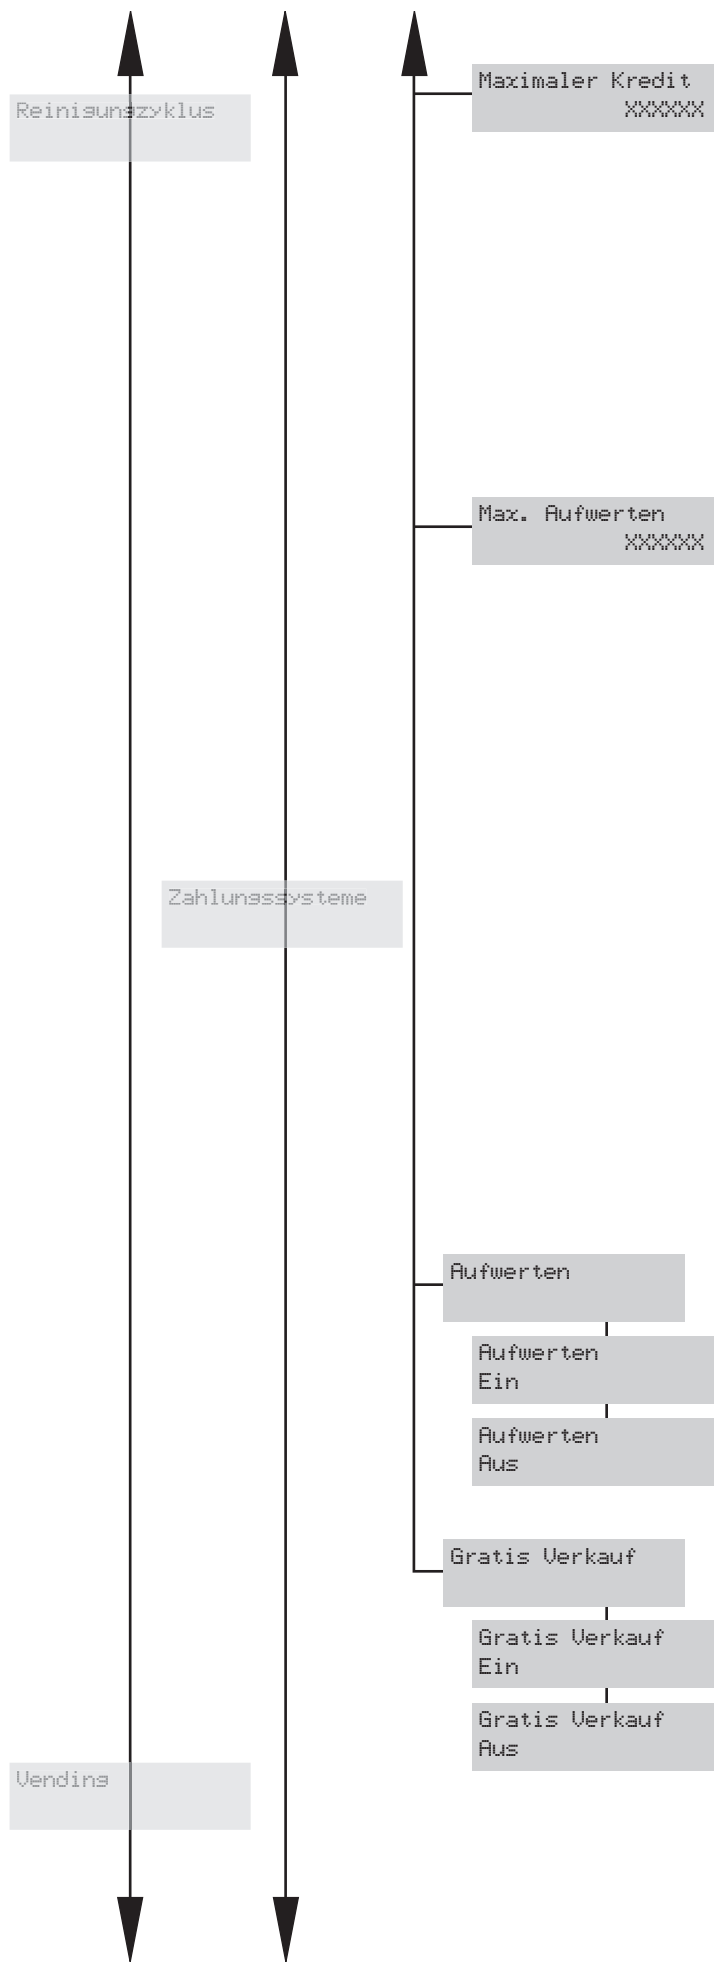 Maximaler Kredit
XXXXXX
Reinigungzyklus
Max. Aufwerten
XXXXXX
Zahlungssysteme
Aufwerten
Aufwerten
Ein
Aufwerten
Aus
Gratis Verkauf
Gratis Verkauf
Ein
Gratis Verkauf
Aus
Vending